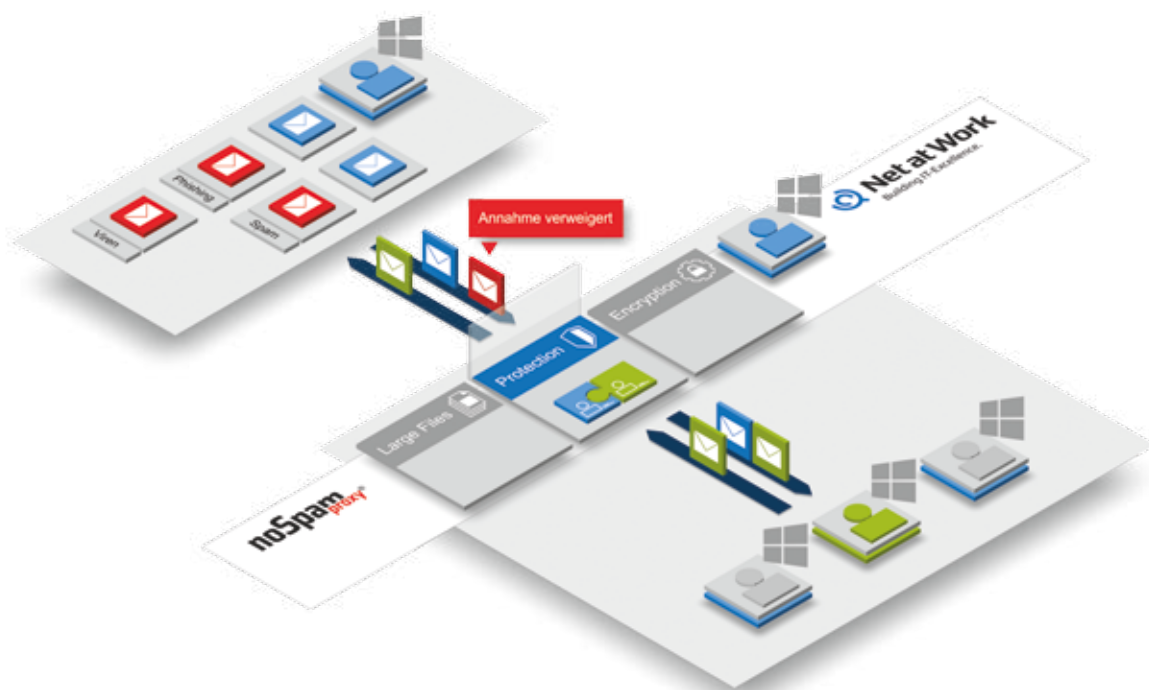 Phishing
Viren
Spam
Annahme verweigert
Net at Work
Building IT-Excellence.
Encryption
Protection
Large Files
noSpam
proxy®